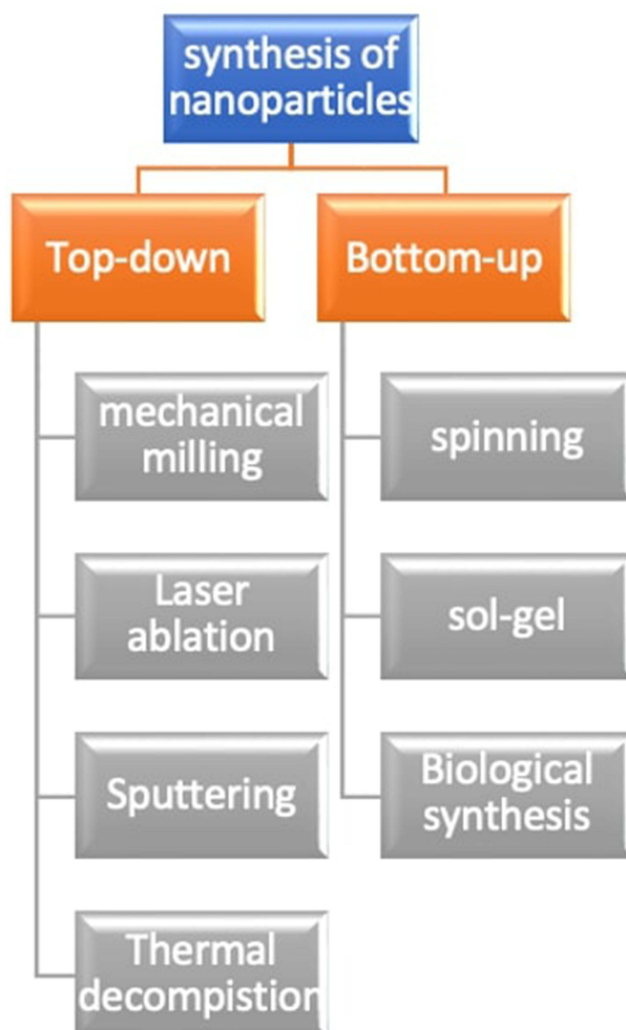 synthesis of
nanoparticles
Top-down
Bottom-up
mechanical
milling
spinning
Laser
ablation
sol-gel
Sputtering
Biological
synthesis
Thermal
decompistion